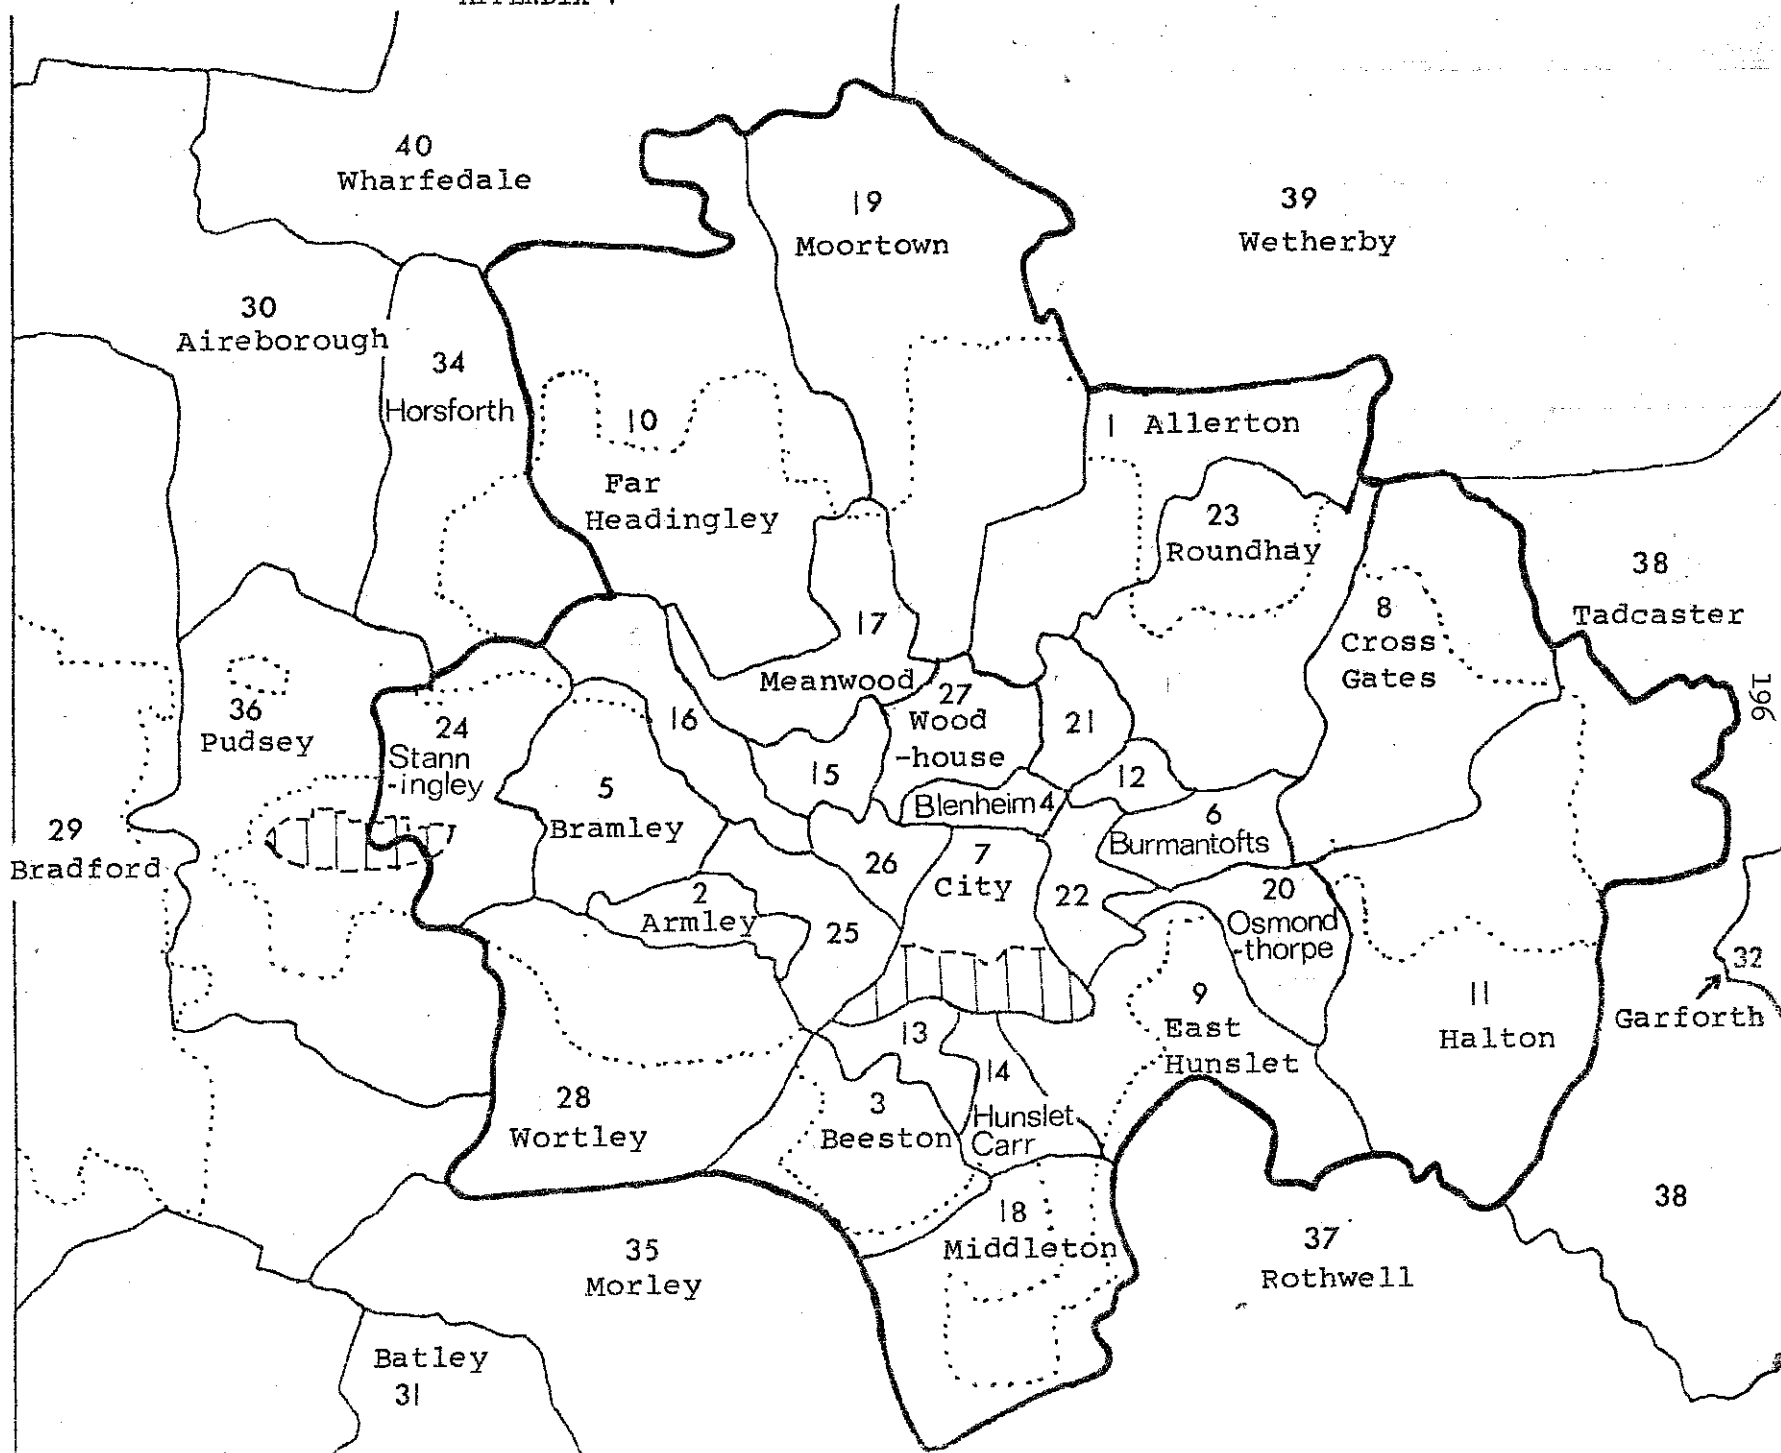 40
Wharfedale
19
Moortown
39
Wetherby
30
Aireborough
34
Horsforth
10
Far
Headingley
1 Allerton
23
Roundhay
38
Tadcaster
8
Cross
Gates
17
Meanwood
27
Wood
-house
21
196
36
Pudsey
24
Stann
-ingley
16
15
12
5
Bramley
Blenheim 4
6
Burmantofts
29
Bradford
26
7
City
22
2
Armley
25
20
Osmond
-thorpe
32
Garforth
9
East
Hunslet
11
Halton
13
14
Hunslet
Carr
3
Beeston
28
Wortley
18
Middleton
38
37
Rothwell
35
Morley
Batley
31